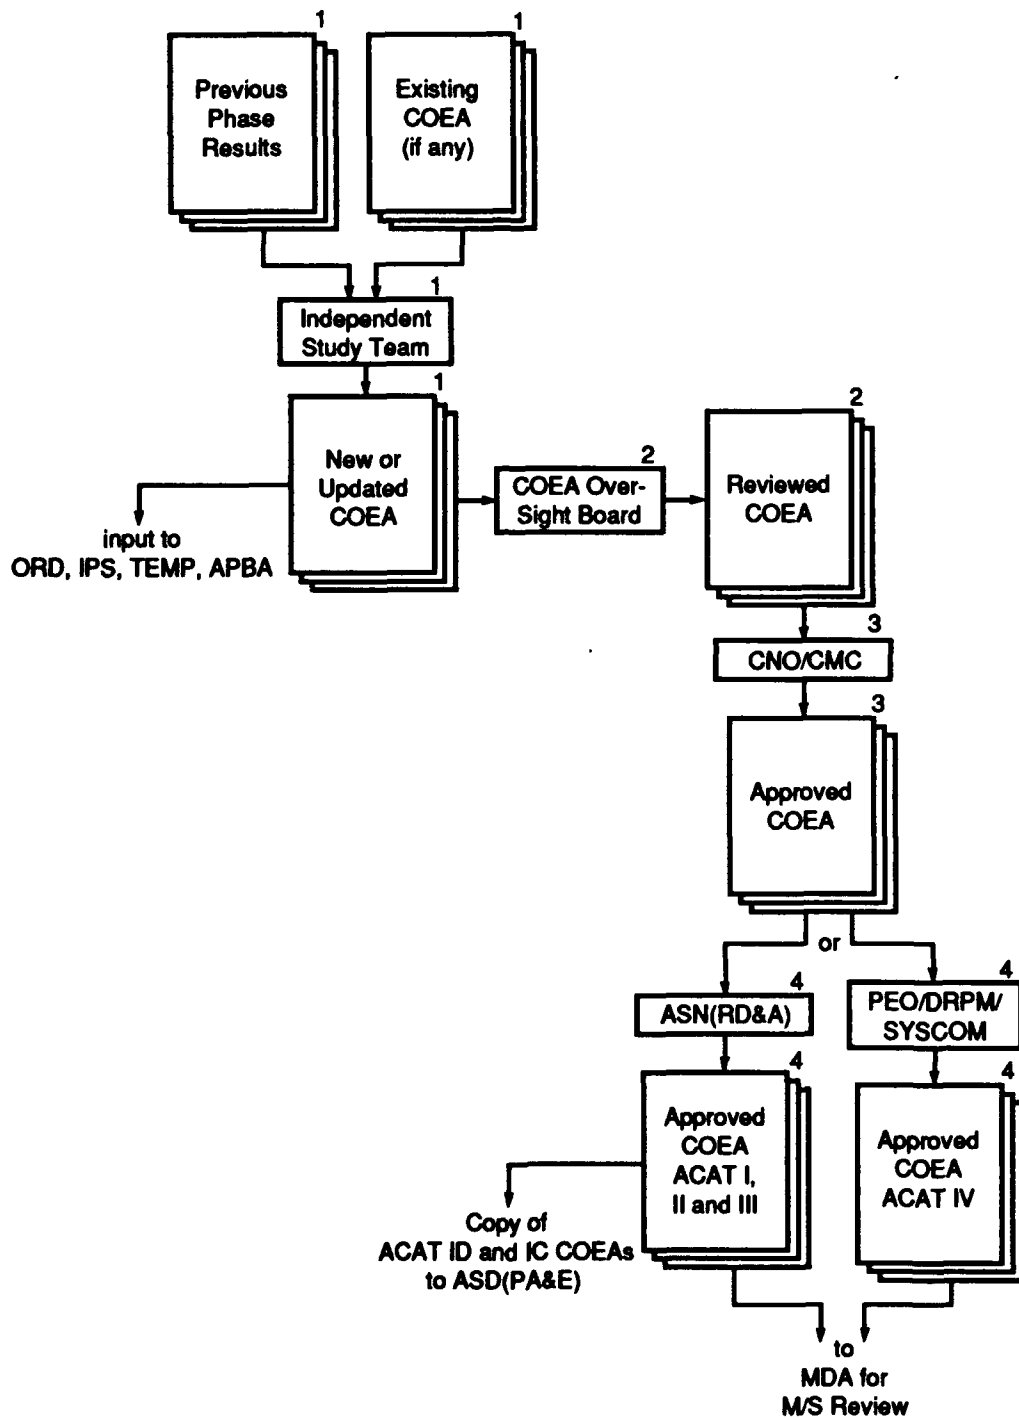 1
1
Previous
Phase
Results
Existing
COEA
(if any)
1
Independent
Study Team
1
New or
Updated
COEA
input to
ORD, IPS, TEMP, APBA
2
COEA Over-
Sight Board
2
Reviewed
COEA
3
CNO/CMC
3
Approved
COEA
or
4
ASN(RD&A)
4
PEO/DRPM/
SYSCOM
4
Approved
COEA
ACAT I,
II and III
4
Approved
COEA
ACAT IV
Copy of
ACAT ID and IC COEAs
to ASD(PA&E)
to
MDA for
M/S Review